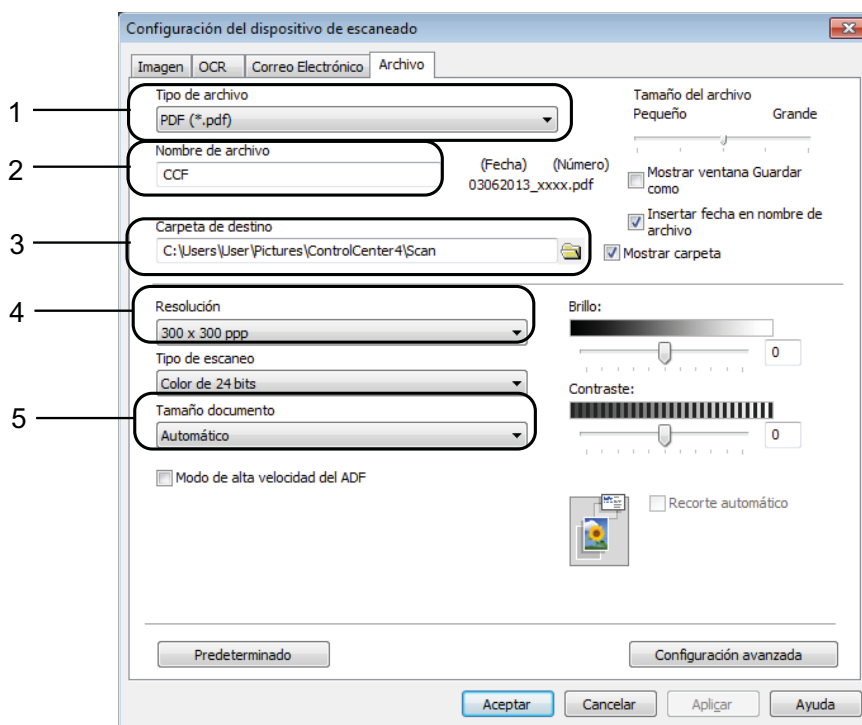 Configuración del dispositivo de escaneado
Imagen OCR Correo Electrónico Archivo
1
Tipo de archivo
PDF (*.pdf)
Tamaño del archivo
Pequeño Grande
2
Nombre de archivo
CCF
(Fecha) (Número)
03062013_xxxx.pdf
Mostrar ventana Guardar
como
Insertar fecha en nombre de
archivo
3
Carpeta de destino
C:\Users\User\Pictures\ControlCenter4\Scan
Mostrar carpeta
4
Resolución
300 x 300 ppp
Tipo de escaneo
Color de 24 bits
5
Tamaño documento
Automático
Modo de alta velocidad del ADF
Brillo:
0
Contraste:
0
Recorte automático
Predeterminado
Configuración avanzada
Aceptar Cancelar Aplicar Ayuda